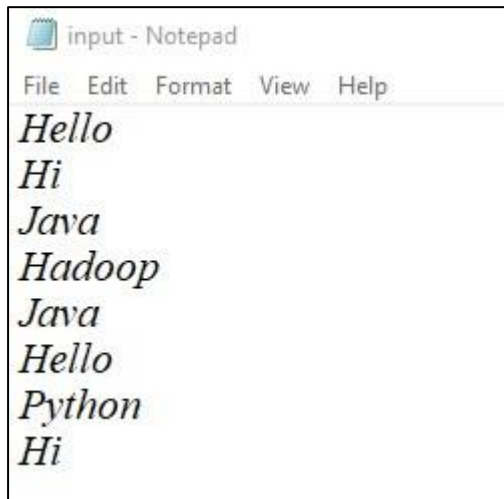 input - Notepad
File Edit Format View Help
Hello
Hi
Java
Hadoop
Java
Hello
Python
Hi